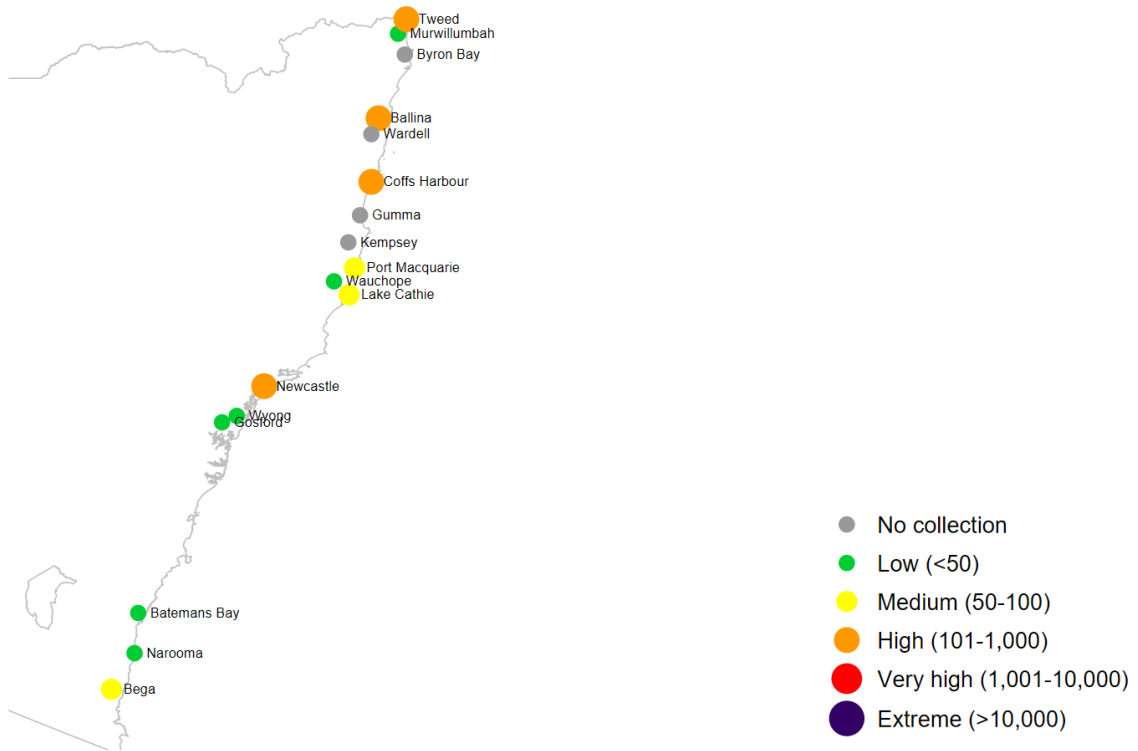 Tweed
Murwillumbah
Byron Bay
Ballina
Wardell
Coffs Harbour
Gumma
Kempsey
Port Macquarie
Wauchope
Lake Cathie
Newcastle
Wyong
Gosford
Batemans Bay
Narooma
Bega
No collection
Low (<50)
Medium (50-100)
High (101-1,000)
Very high (1,001-10,000)
Extreme (>10,000)